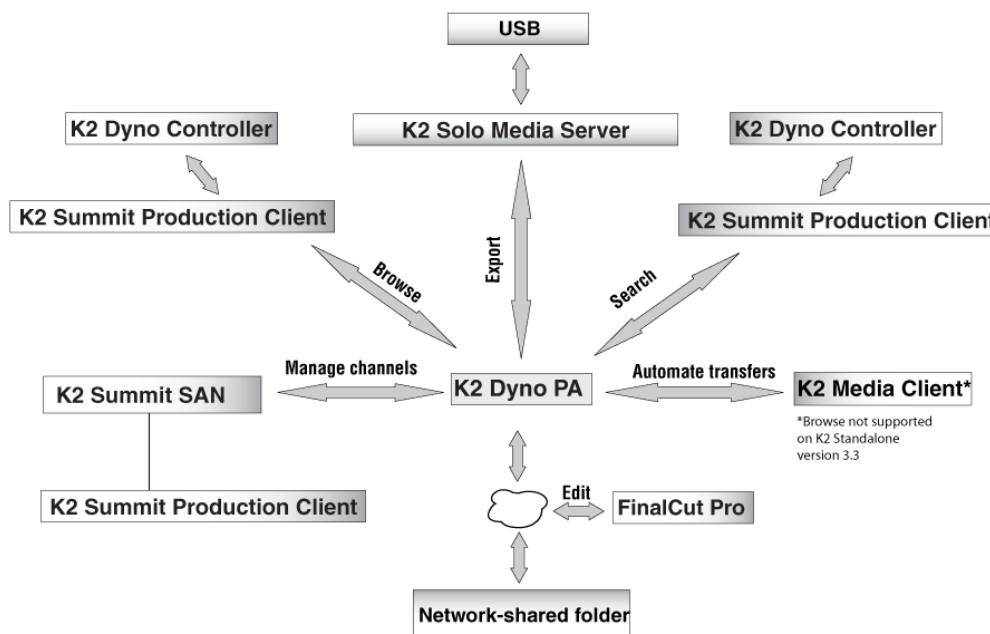 USB
K2 Dyno Controller
K2 Solo Media Server
K2 Dyno Controller
K2 Summit Production Client
K2 Summit Production Client
Browse
Export
Search
Manage channels
Automate transfers
K2 Summit SAN
K2 Dyno PA
K2 Media Client*
*Browse not supported
on K2 Standalone
version 3.3
K2 Summit Production Client
Edit
FinalCut Pro
Network-shared folder